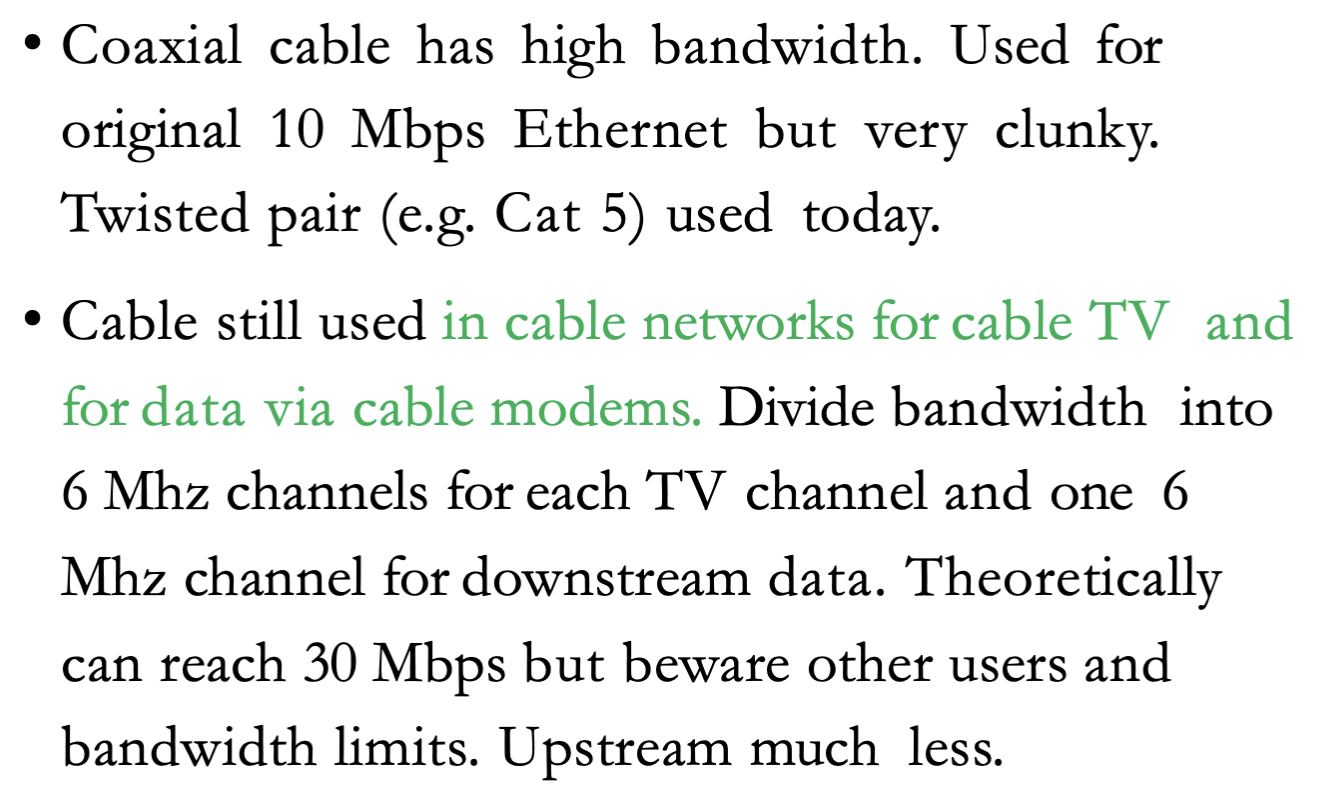 • Coaxial cable has high bandwidth. Used for
original 10 Mbps Ethernet but very clunky.
Twisted pair (e.g. Cat 5) used today.
• Cable still used in cable networks for cable TV and
for data via cable modems. Divide bandwidth into
6 Mhz channels for each TV channel and one 6
Mhz channel for downstream data. Theoretically
can reach 30 Mbps but beware other users and
bandwidth limits. Upstream much less.